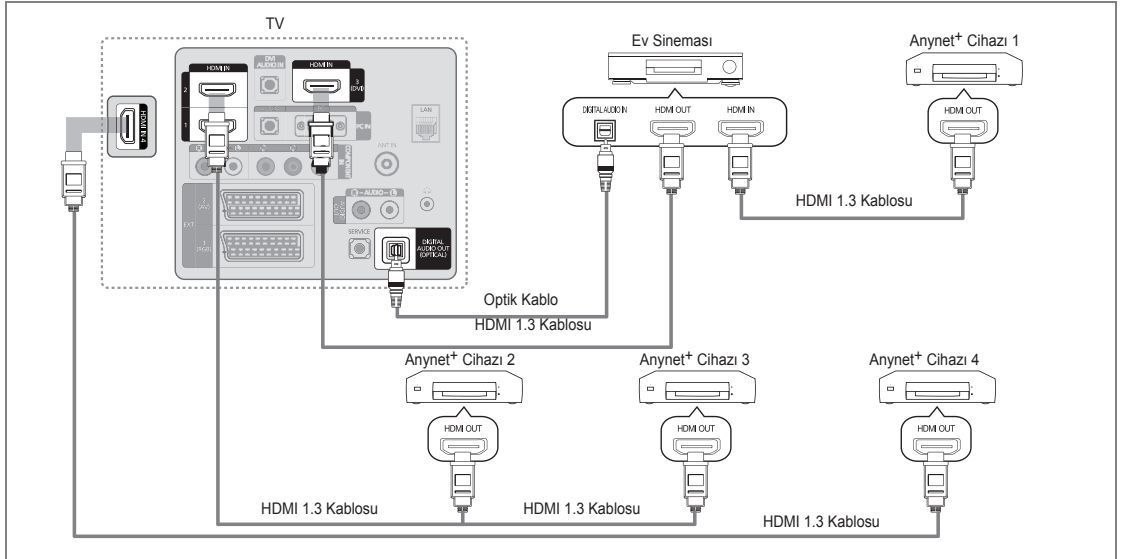 TV
Ev Sineması
Anynet+ Cihazı 1
HDMI IN
2
1
DVI
AUDIO IN
HDMI IN
3
(DVI)
LAN
HDMI IN 4
PC IN
ANT IN
DIGITAL AUDIO IN
HDMI OUT
HDMI IN
HDMI OUT
HDMI 1.3 Kablosu
EXT
2
(AV)
1
(RGB)
AUDIO
SERVICE
DIGITAL
AUDIO OUT
(OPTICAL)
Optik Kablo
HDMI 1.3 Kablosu
Anynet+ Cihazı 2
Anynet+ Cihazı 3
Anynet+ Cihazı 4
HDMI OUT
HDMI OUT
HDMI OUT
HDMI 1.3 Kablosu
HDMI 1.3 Kablosu
HDMI 1.3 Kablosu